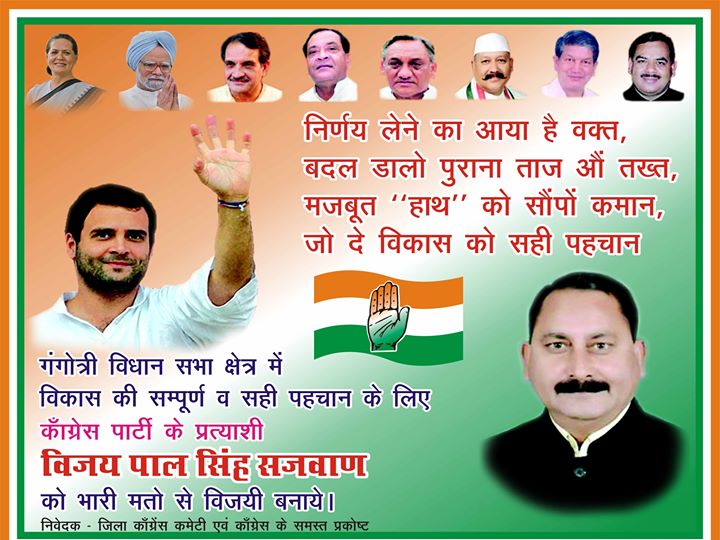 निर्णय लेने का आया है वक्त,
बदल डालो पुराना ताज औं तख्त,
मजबूत ‘‘हाथ’’ को सौंपों कमान,
जो दे विकास को सही पहचान
गंगोत्री विधान सभा क्षेत्र में
विकास की सम्पूर्ण व सही पहचान के लिए
काँग्रेस पार्टी के प्रत्याशी
विजय पाल सिंह सजवाण
को भारी मतो से विजयी बनाये।
निवेदक - जिला काँग्रेंस कमेटी एवं काँग्रेस के समस्त प्रकोष्ट